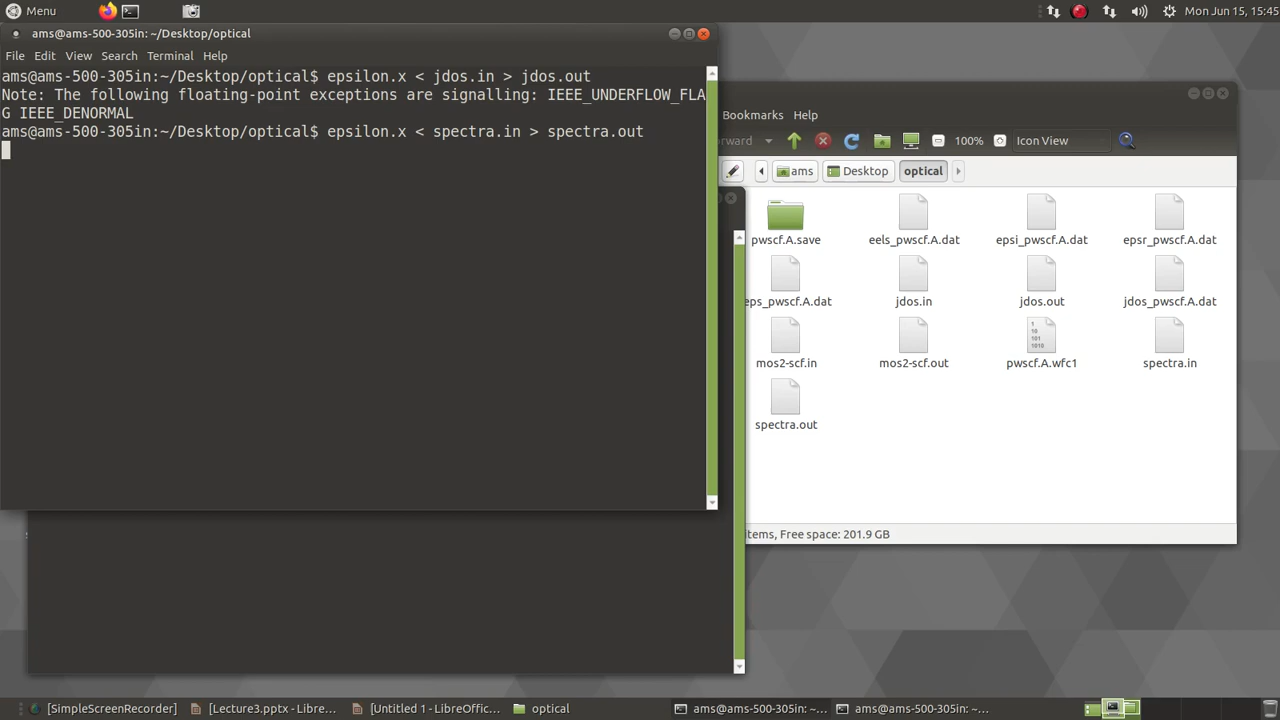 Menu
Mon Jun 15, 15:45
ams@ams-500-305in: ~/Desktop/optical
File Edit View Search Terminal Help
ams@ams-500-305in:~/Desktop/optical$ epsilon.x < jdos.in > jdos.out
Note: The following floating-point exceptions are signalling: IEEE_UNDERFLOW_FLA
G IEEE_DENORMAL
ams@ams-500-305in:~/Desktop/optical$ epsilon.x < spectra.in > spectra.out
Bookmarks Help
orward 100% Icon View
ams Desktop optical
pwscf.A.save eels_pwscf.A.dat epsi_pwscf.A.dat epsr_pwscf.A.dat
eps_pwscf.A.dat jdos.in jdos.out jdos_pwscf.A.dat
1
10
101
1010
mos2-scf.in mos2-scf.out pwscf.A.wfc1 spectra.in
spectra.out
items, Free space: 201.9 GB
[SimpleScreenRecorder] [Lecture3.pptx - Libre... [Untitled 1 - LibreOffic... optical ams@ams-500-305in: ~/... ams@ams-500-305in: ~/...